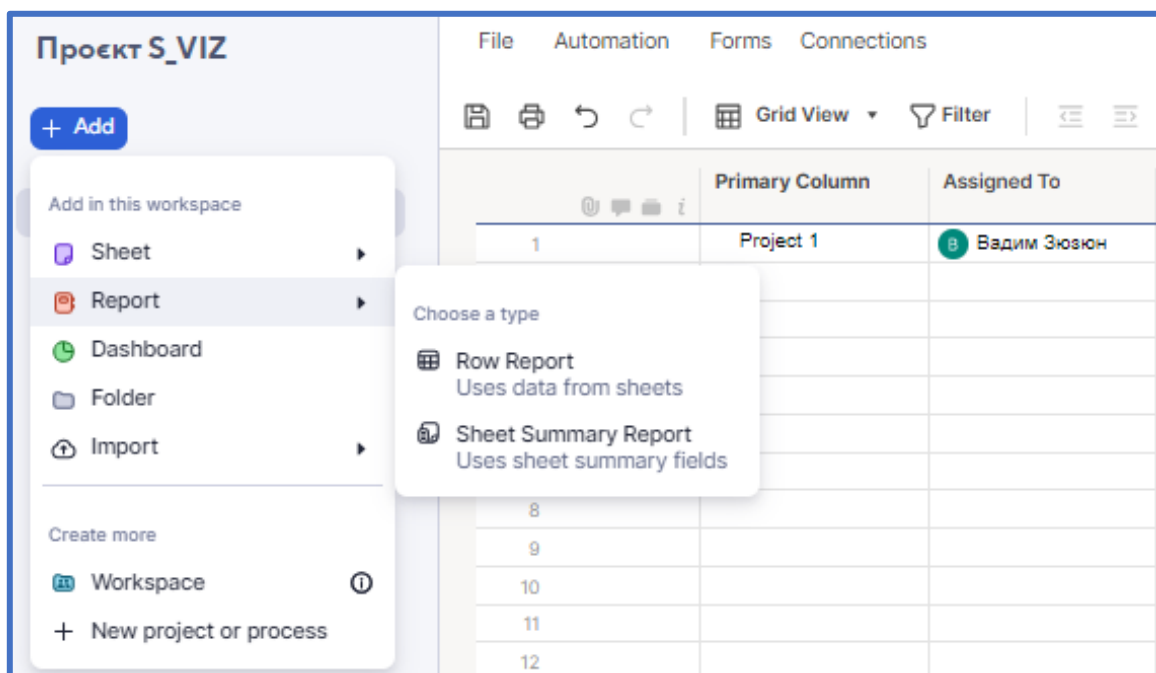 Проєкт S_VIZ
+ Add
Add in this workspace
Sheet
Report
Dashboard
Folder
Import
Create more
Workspace
+ New project or process
File Automation Forms Connections
Grid View Filter
Primary Column Assigned To
1 Project 1 В Вадим Зюзюн
Choose a type
Row Report
Uses data from sheets
Sheet Summary Report
Uses sheet summary fields
8
9
10
11
12